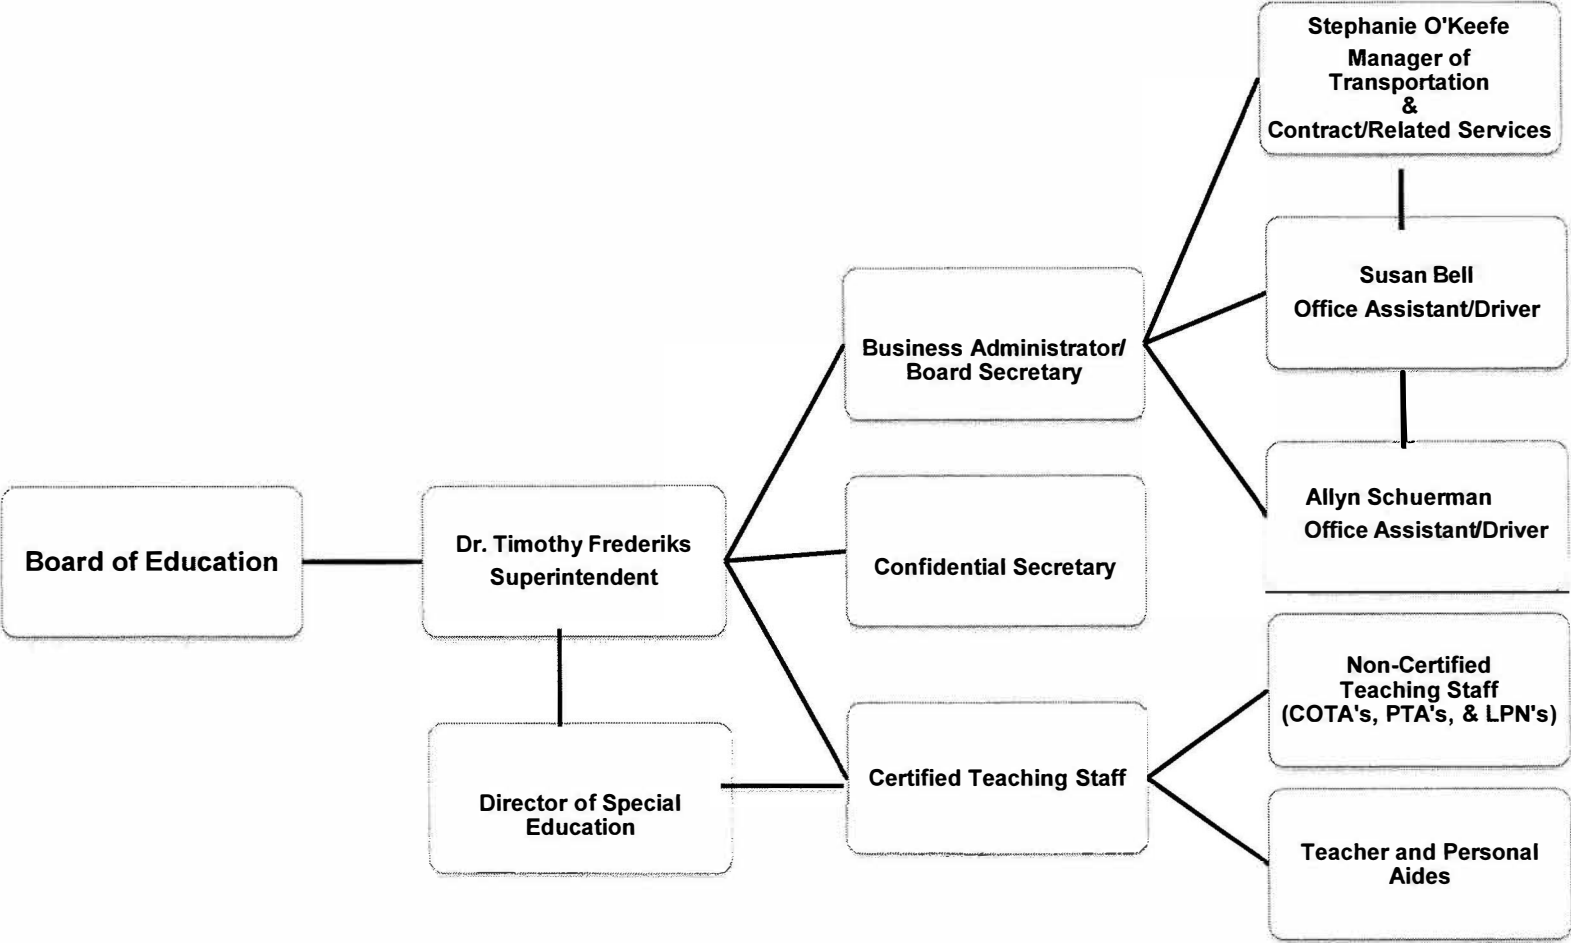 Board of Education
Dr. Timothy Frederiks
Superintendent
Director of Special
Education
Business Administrator/
Board Secretary
Confidential Secretary
Certified Teaching Staff
Stephanie O'Keefe
Manager of
Transportation
&
Contract/Related Services
Susan Bell
Office Assistant/Driver
Allyn Schuerman
Office Assistant/Driver
Non-Certified
Teaching Staff
(COTA's, PTA's, & LPN's)
Teacher and Personal
Aides